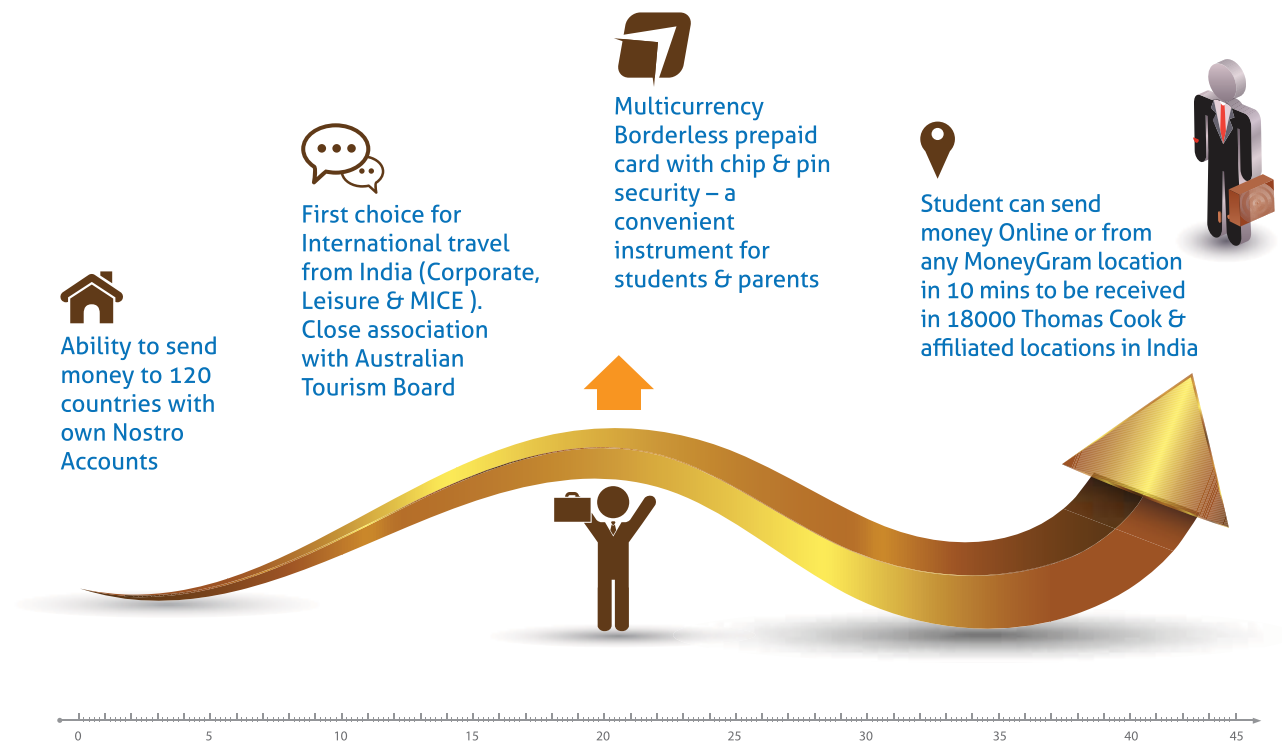 Ability to send
money to 120
countries with
own Nostro
Accounts
First choice for
International travel
from India (Corporate,
Leisure & MICE ).
Close association
with Australian
Tourism Board
Multicurrency
Borderless prepaid
card with chip & pin
security – a
convenient
instrument for
students & parents
Student can send
money Online or from
any MoneyGram location
in 10 mins to be received
in 18000 Thomas Cook &
affiliated locations in India
0 5 10 15 20 25 30 35 40 45